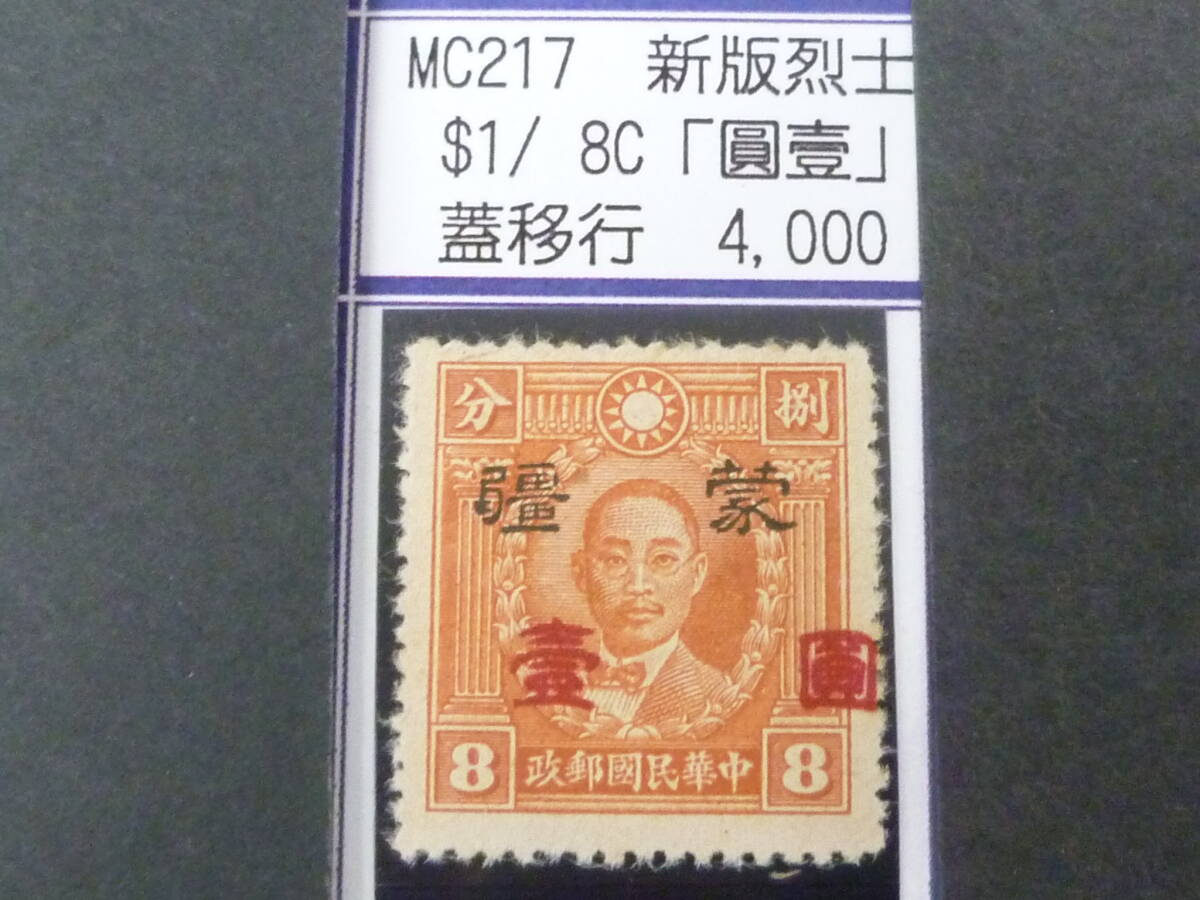 MC217 新版烈士
$1/ 8C「圓壹」
蓋移行 4,000
分 捌
疆 蒙
壹 圓
8 政郵國民華中 8